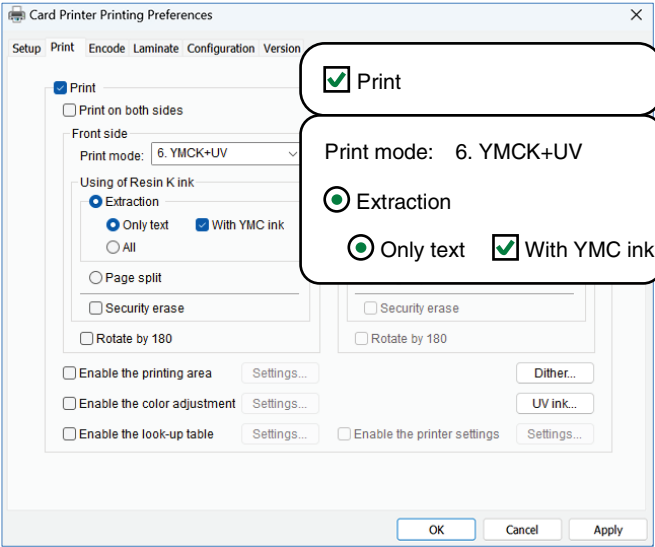 Card Printer Printing Preferences
Setup Print Encode Laminate Configuration Version
Print
Print on both sides
Front side
Print mode: 6. YMCK+UV
Using of Resin K ink
Extraction
Only text With YMC ink
All
Page split
Security erase
Rotate by 180
Print
Print mode: 6. YMCK+UV
Extraction
Only text With YMC ink
Security erase
Rotate by 180
Enable the printing area Settings... Dither...
Enable the color adjustment Settings... UV ink...
Enable the look-up table Settings... Enable the printer settings Settings...
OK Cancel Apply